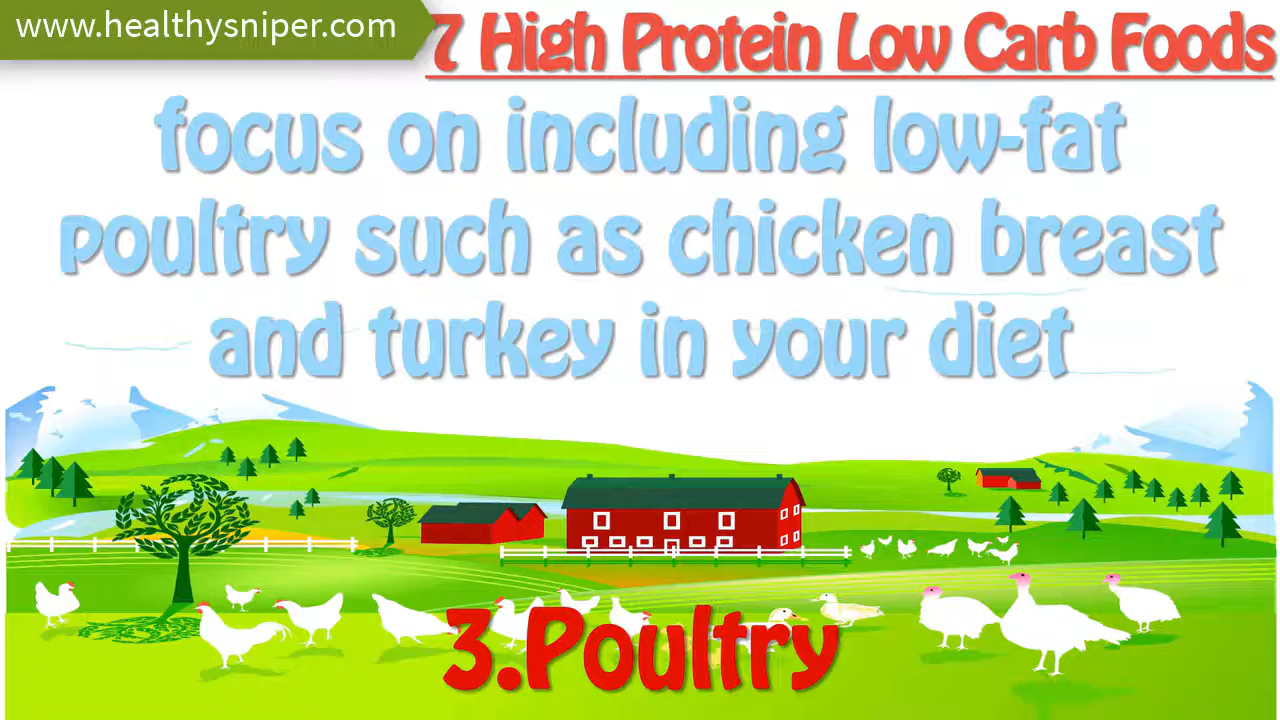 www.healthysniper.com
7 High Protein Low Carb Foods
focus on including low-fat
poultry such as chicken breast
and turkey in your diet
3.Poultry